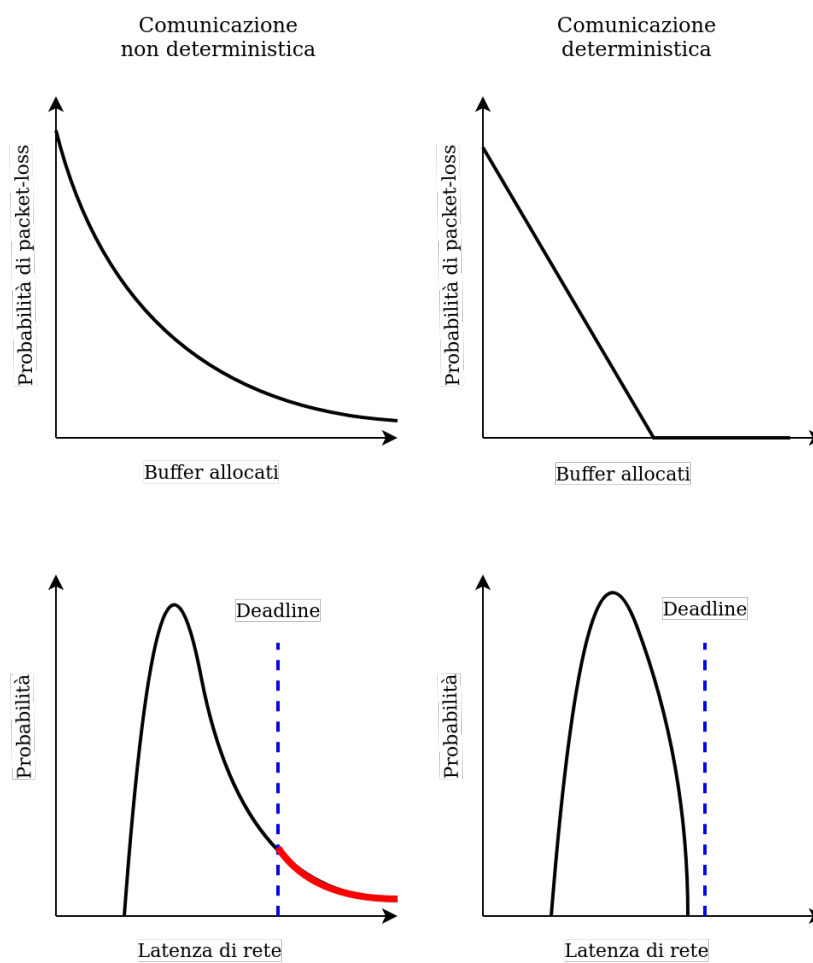 Comunicazione
non deterministica
Comunicazione
deterministica
Probabilità di packet-loss
Buffer allocati
Probabilità di packet-loss
Buffer allocati
Probabilità
Deadline
Latenza di rete
Probabilità
Deadline
Latenza di rete